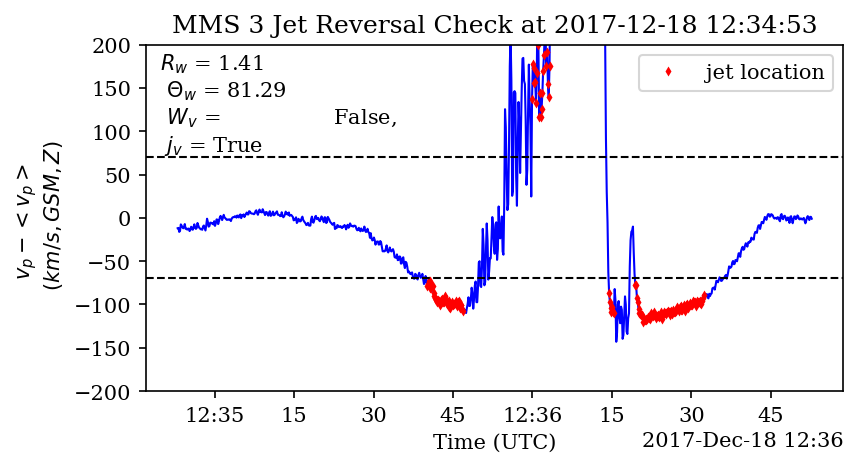 MMS 3 Jet Reversal Check at 2017-12-18 12:34:53
R_w = 1.41
Θ_w = 81.29
W_v = False,
j_v = True
jet location
v_p − <v_p>
(km/s, GSM, Z)
200
150
100
50
0
−50
−100
−150
−200
12:35 15 30 45 12:36 15 30 45
Time (UTC)
2017-Dec-18 12:36